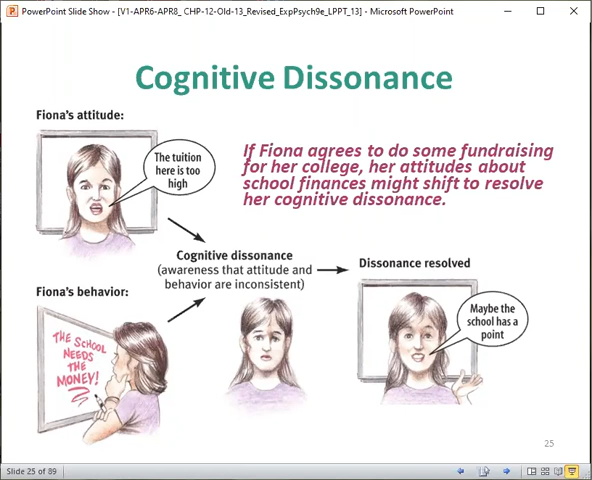 PowerPoint Slide Show - [V1-APR6-APR8_ CHP-12-Old-13_Revised_ExpPsych9e_LPPT_13] - Microsoft PowerPoint
Cognitive Dissonance
Fiona's attitude:
The tuition
here is too
high
If Fiona agrees to do some fundraising
for her college, her attitudes about
school finances might shift to resolve
her cognitive dissonance.
Cognitive dissonance
(awareness that attitude and
behavior are inconsistent)
Dissonance resolved
Fiona's behavior:
THE SCHOOL
NEEDS
THE
MONEY!
Maybe the
school has a
point
25
Slide 25 of 89